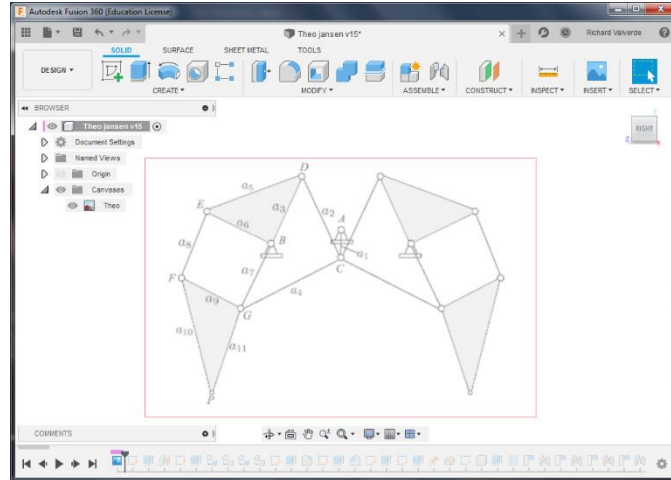 Autodesk Fusion 360 (Education License)
Theo jansen v15*
Richard Valverde
SOLID SURFACE SHEET METAL TOOLS
DESIGN
CREATE MODIFY ASSEMBLE CONSTRUCT INSPECT INSERT SELECT
BROWSER
RIGHT
Theo jansen v15
Document Settings
Named Views
Origin
Canvases
Theo
D
a5
a3
a2
E
a6
A
a8
B
a1
C
a7
F
a9
a4
G
a10
a11
COMMENTS